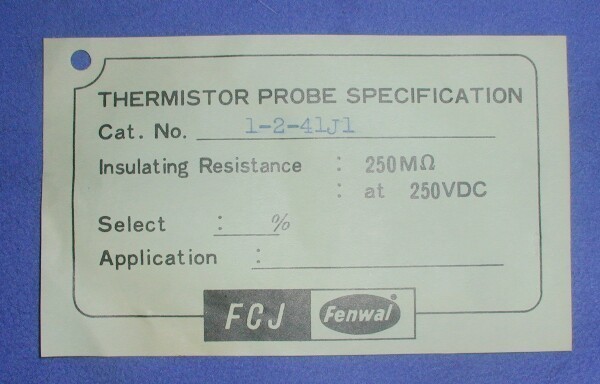 THERMISTOR PROBE SPECIFICATION
Cat. No. 1-2-41J1
Insulating Resistance : 250MΩ
: at 250VDC
Select : %
Application :
FCJ Fenwal®